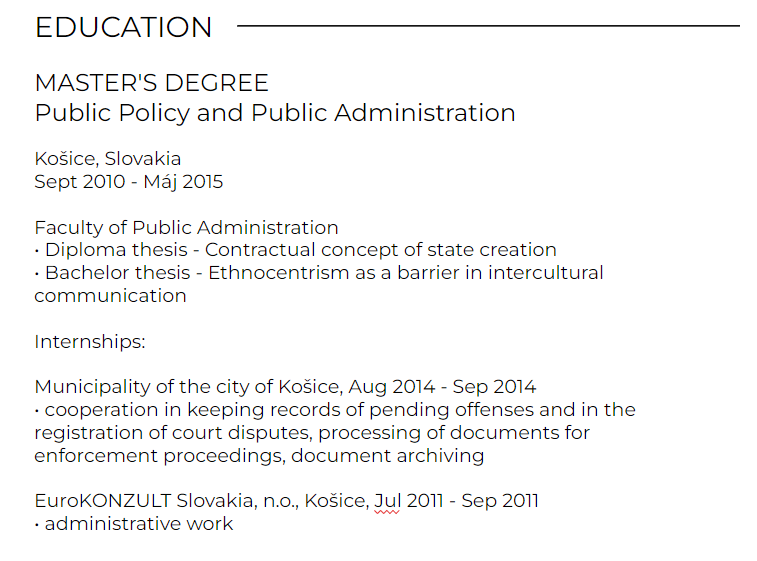 EDUCATION
MASTER'S DEGREE
Public Policy and Public Administration
Košice, Slovakia
Sept 2010 - Máj 2015
Faculty of Public Administration
• Diploma thesis - Contractual concept of state creation
• Bachelor thesis - Ethnocentrism as a barrier in intercultural
communication
Internships:
Municipality of the city of Košice, Aug 2014 - Sep 2014
• cooperation in keeping records of pending offenses and in the
registration of court disputes, processing of documents for
enforcement proceedings, document archiving
EuroKONZULT Slovakia, n.o., Košice, Jul 2011 - Sep 2011
• administrative work